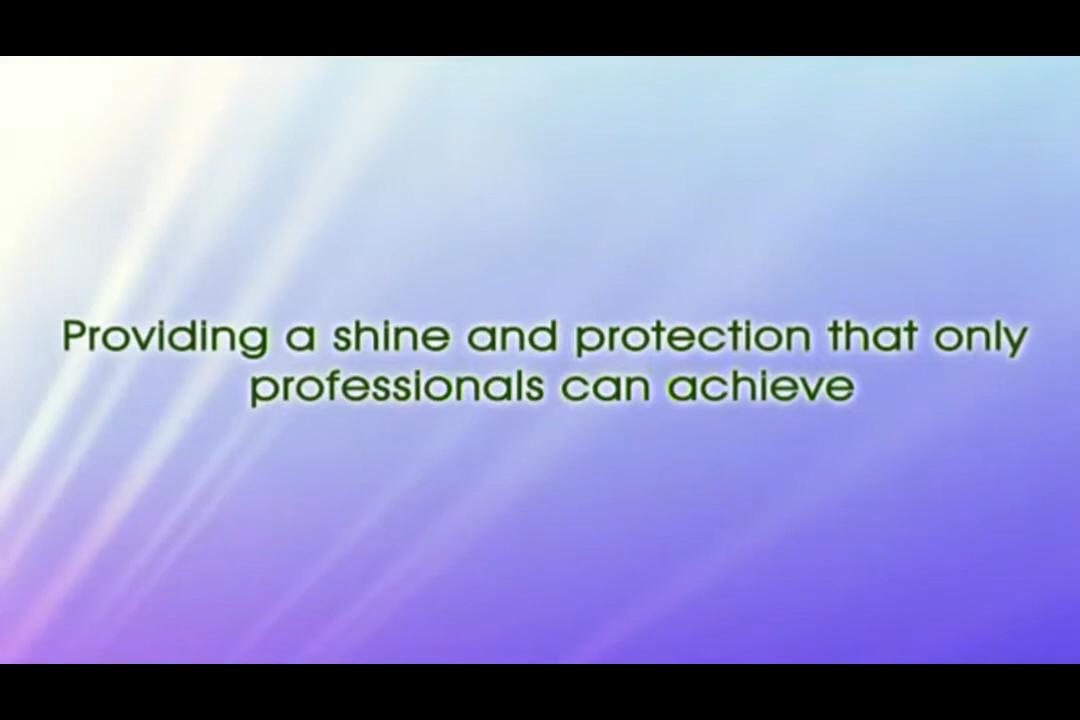 Providing a shine and protection that only
professionals can achieve